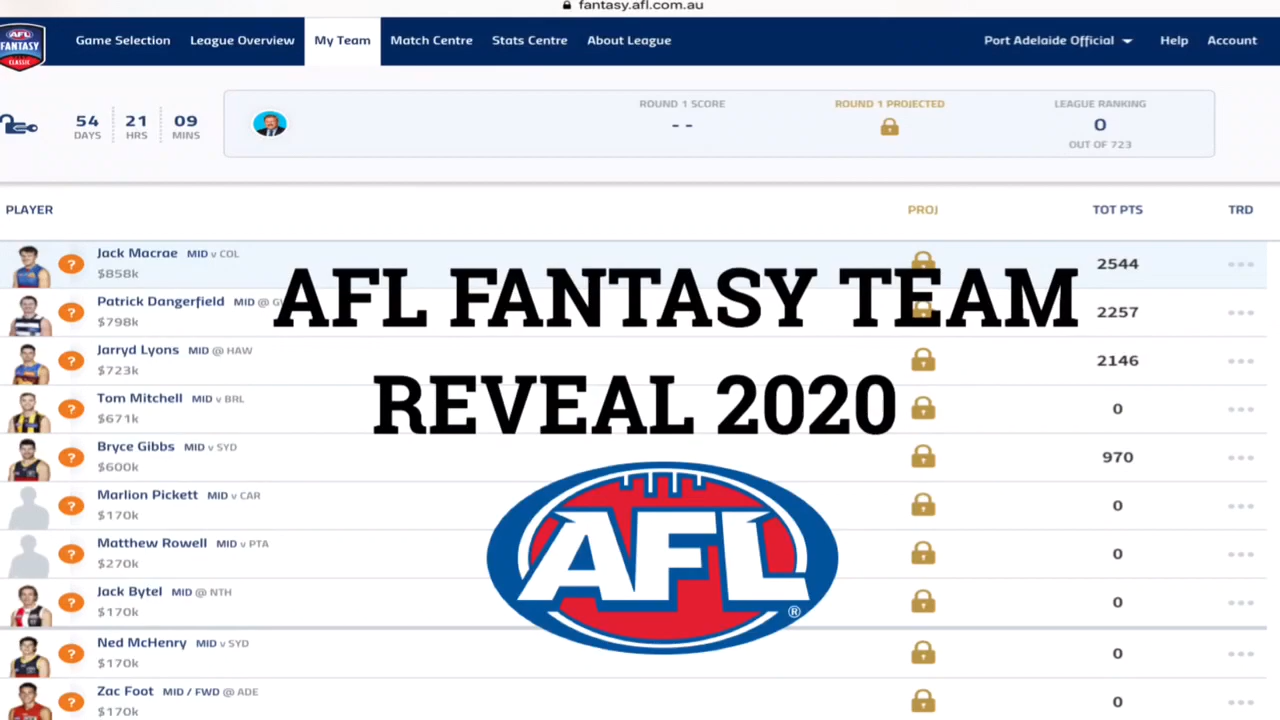 fantasy.afl.com.au
AFL
FANTASY
CLASSIC
Game Selection League Overview My Team Match Centre Stats Centre About League Port Adelaide Official Help Account
54 21 09
DAYS HRS MINS
ROUND 1 SCORE ROUND 1 PROJECTED LEAGUE RANKING
- - 0
OUT OF 723
PLAYER PROJ TOT PTS TRD
? Jack Macrae MID v COL 2544
$858k
? Patrick Dangerfield MID @ 2257
$798k
AFL FANTASY TEAM
? Jarryd Lyons MID @ HAW 2146
$723k
? Tom Mitchell MID v BRL 0
$671k
REVEAL 2020
? Bryce Gibbs MID v SYD 970
$600k
? Marlion Pickett MID v CAR 0
$170k
? Matthew Rowell MID v PTA 0
$270k
AFL
®
? Jack Bytel MID @ NTH 0
$170k
? Ned McHenry MID v SYD 0
$170k
? Zac Foot MID / FWD @ ADE 0
$170k